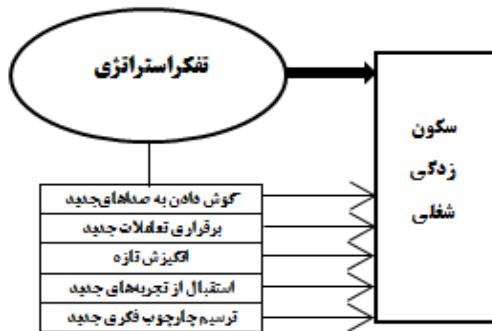 تفکراستراتژی
سکون
زدگی
شغلی
گوش دادن به صداهای‌جدید
برقراری تعاملات جدید
انگیزش تازه
استقبال از تجربه‌های جدید
ترسیم چارچوب فکری جدید